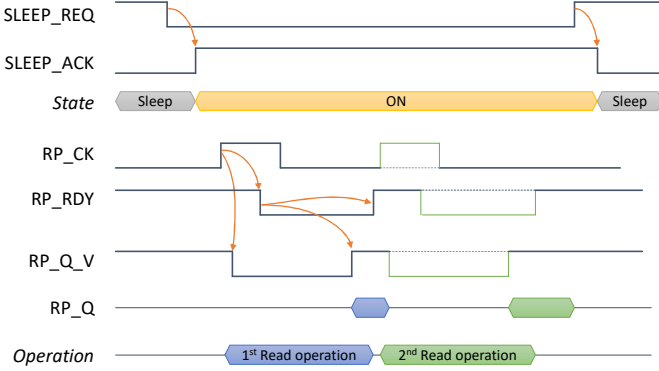 SLEEP_REQ
SLEEP_ACK
State Sleep ON Sleep
RP_CK
RP_RDY
RP_Q_V
RP_Q
Operation 1st Read operation 2nd Read operation